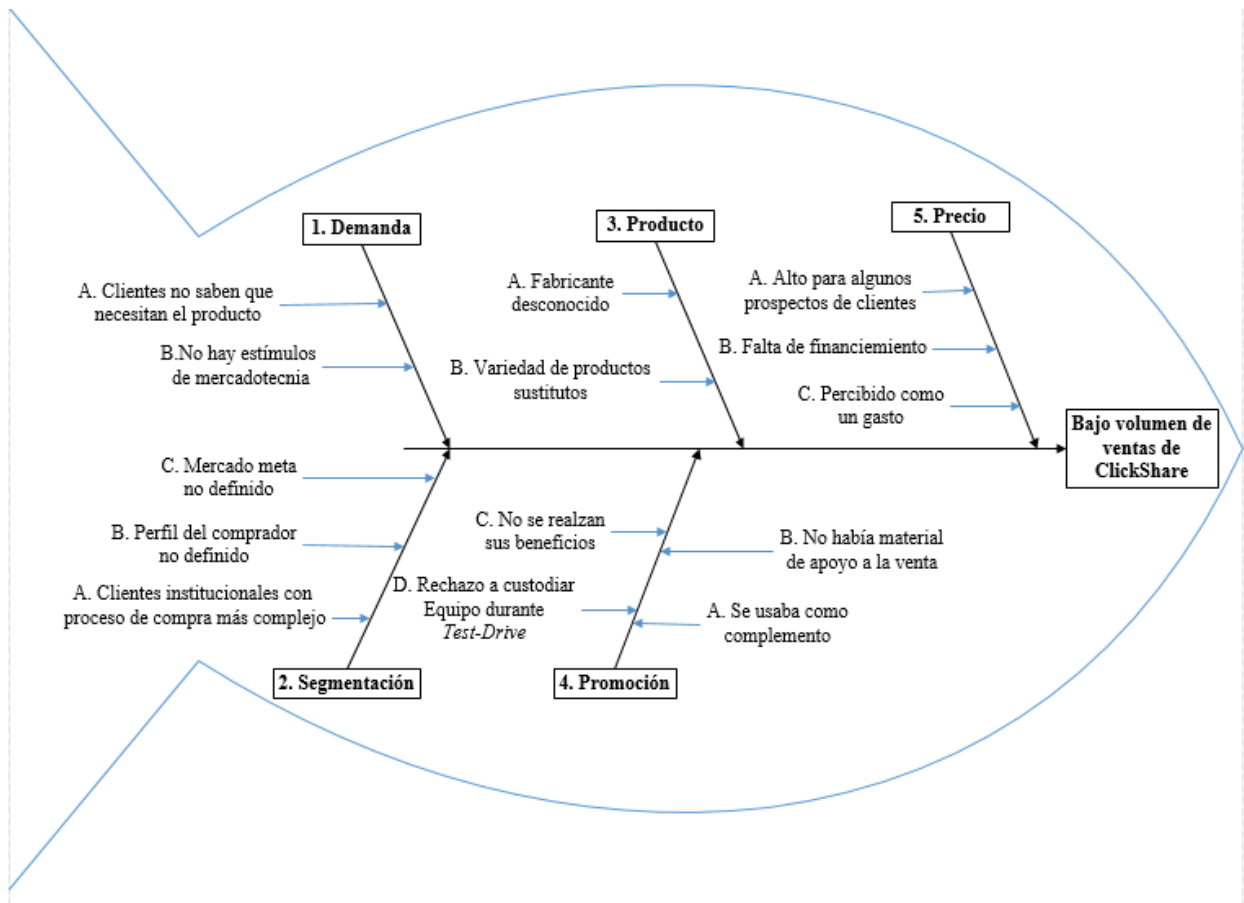 1. Demanda
3. Producto
5. Precio
A. Clientes no saben que
necesitan el producto
B.No hay estímulos
de mercadotecnia
A. Fabricante
desconocido
B. Variedad de productos
sustitutos
A. Alto para algunos
prospectos de clientes
B. Falta de financiemiento
C. Percibido como
un gasto
Bajo volumen de
ventas de
ClickShare
C. Mercado meta
no definido
B. Perfil del comprador
no definido
A. Clientes institucionales con
proceso de compra más complejo
C. No se realzan
sus beneficios
B. No había material
de apoyo a la venta
D. Rechazo a custodiar
Equipo durante
Test-Drive
A. Se usaba como
complemento
2. Segmentación
4. Promoción